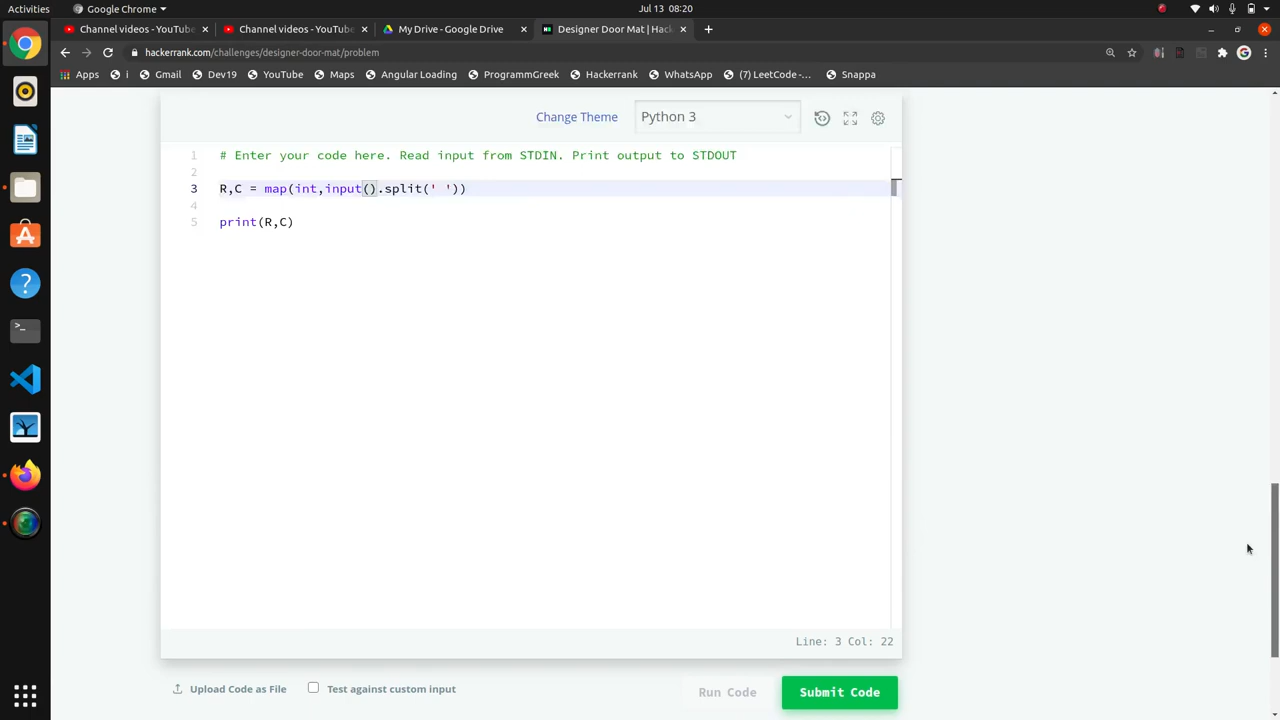 Activities
Google Chrome
Jul 13 08:20
Channel videos - YouTube
Channel videos - YouTube
My Drive - Google Drive
Designer Door Mat | Hack
hackerrank.com/challenges/designer-door-mat/problem
Apps
i
Gmail
Dev19
YouTube
Maps
Angular Loading
ProgrammGreek
Hackerrank
WhatsApp
(7) LeetCode -...
Snappa
Change Theme
Python 3
1 # Enter your code here. Read input from STDIN. Print output to STDOUT
2
3 R,C = map(int,input().split(' '))
4
5 print(R,C)
Line: 3 Col: 22
Upload Code as File
Test against custom input
Run Code
Submit Code